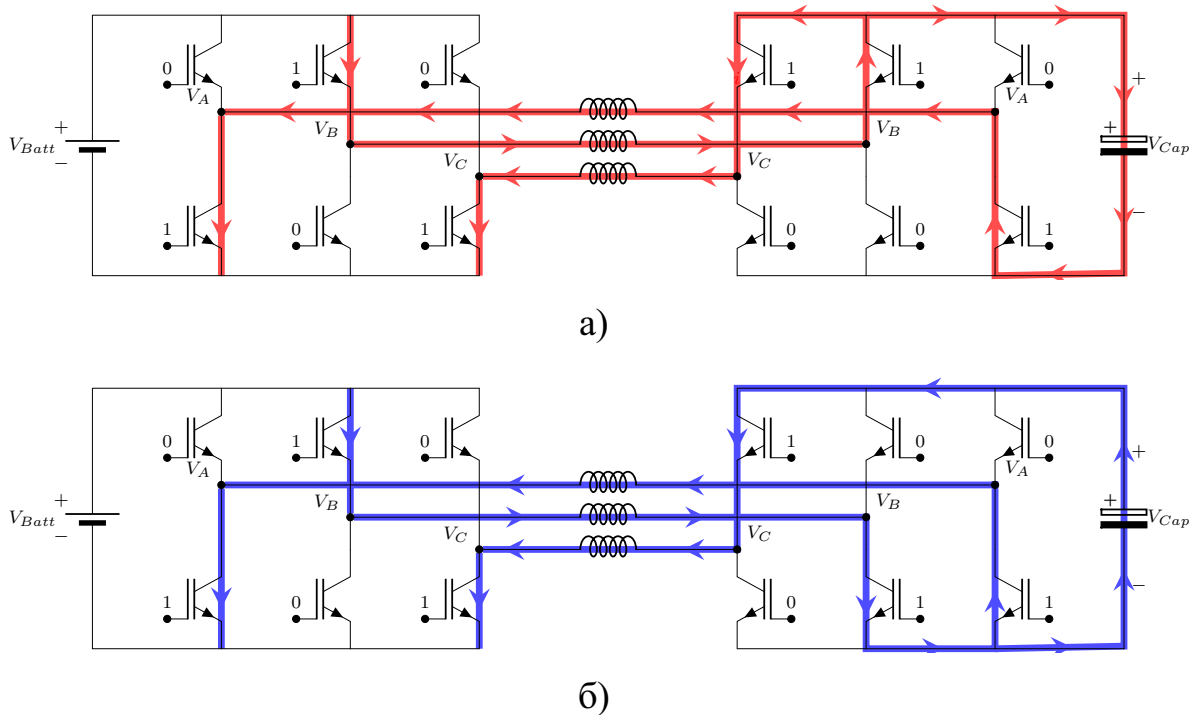 0 1 0 1 1 0
V_A V_A
+ +
V_B V_B
V_Batt + − + V_Cap
V_C V_C
−
1 0 1 0 0 1
а)
0 1 0 1 0 0
V_A V_A
+ +
V_B V_B
V_Batt + − + V_Cap
V_C V_C
−
1 0 1 0 1 1
б)